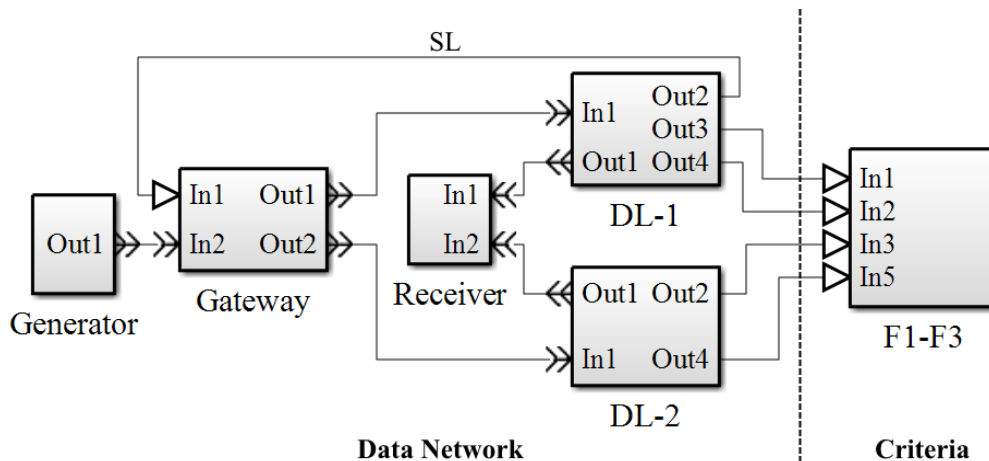 SL
Out2
In1
Out3
Out1 Out4
DL-1
In1 Out1
In2 Out2
Gateway
Out1
Generator
In1
In2
Receiver
Out1 Out2
In1 Out4
DL-2
In1
In2
In3
In5
F1-F3
Data Network
Criteria